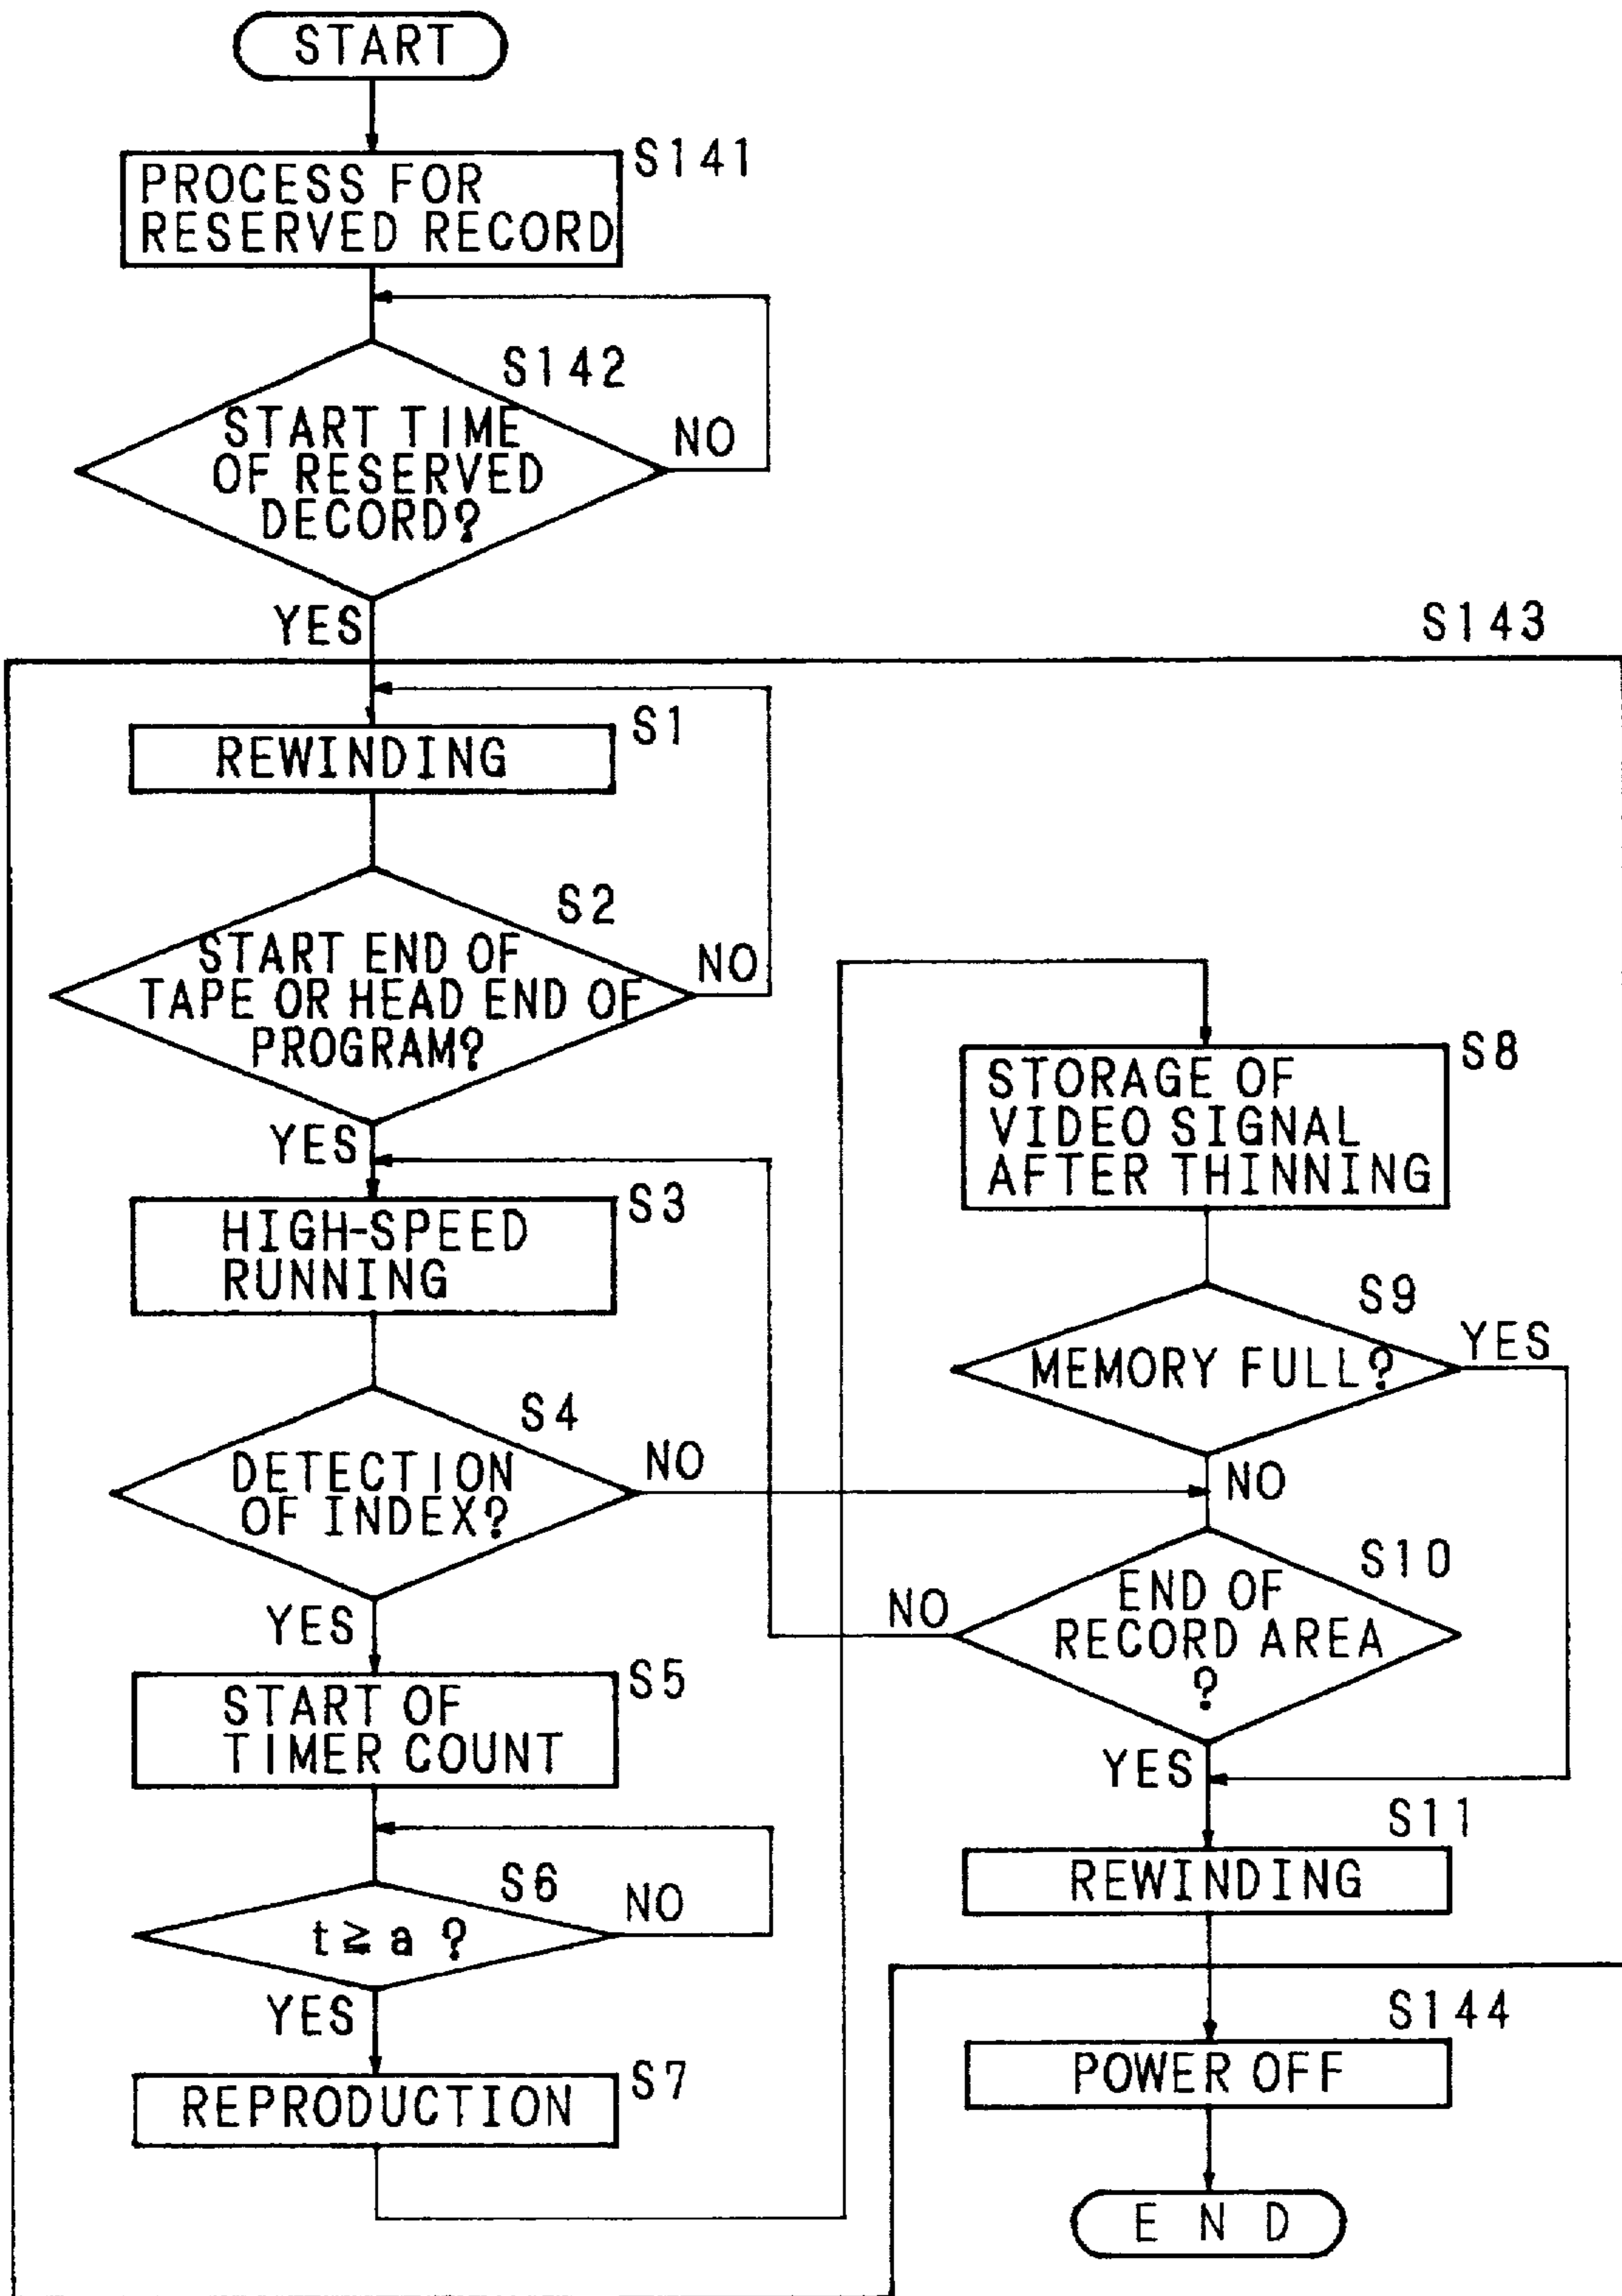 START
S141
PROCESS FOR
RESERVED RECORD
S142
START TIME
OF RESERVED
DECORD?
NO
YES
S143
S1
REWINDING
S2
START END OF
TAPE OR HEAD END OF
PROGRAM?
NO
YES
S3
HIGH-SPEED
RUNNING
S4
DETECTION
OF INDEX?
NO
YES
S5
START OF
TIMER COUNT
S6
t≧a ?
NO
YES
S7
REPRODUCTION
S8
STORAGE OF
VIDEO SIGNAL
AFTER THINNING
S9
MEMORY FULL?
YES
NO
S10
END OF
RECORD AREA
?
NO
YES
S11
REWINDING
S144
POWER OFF
END